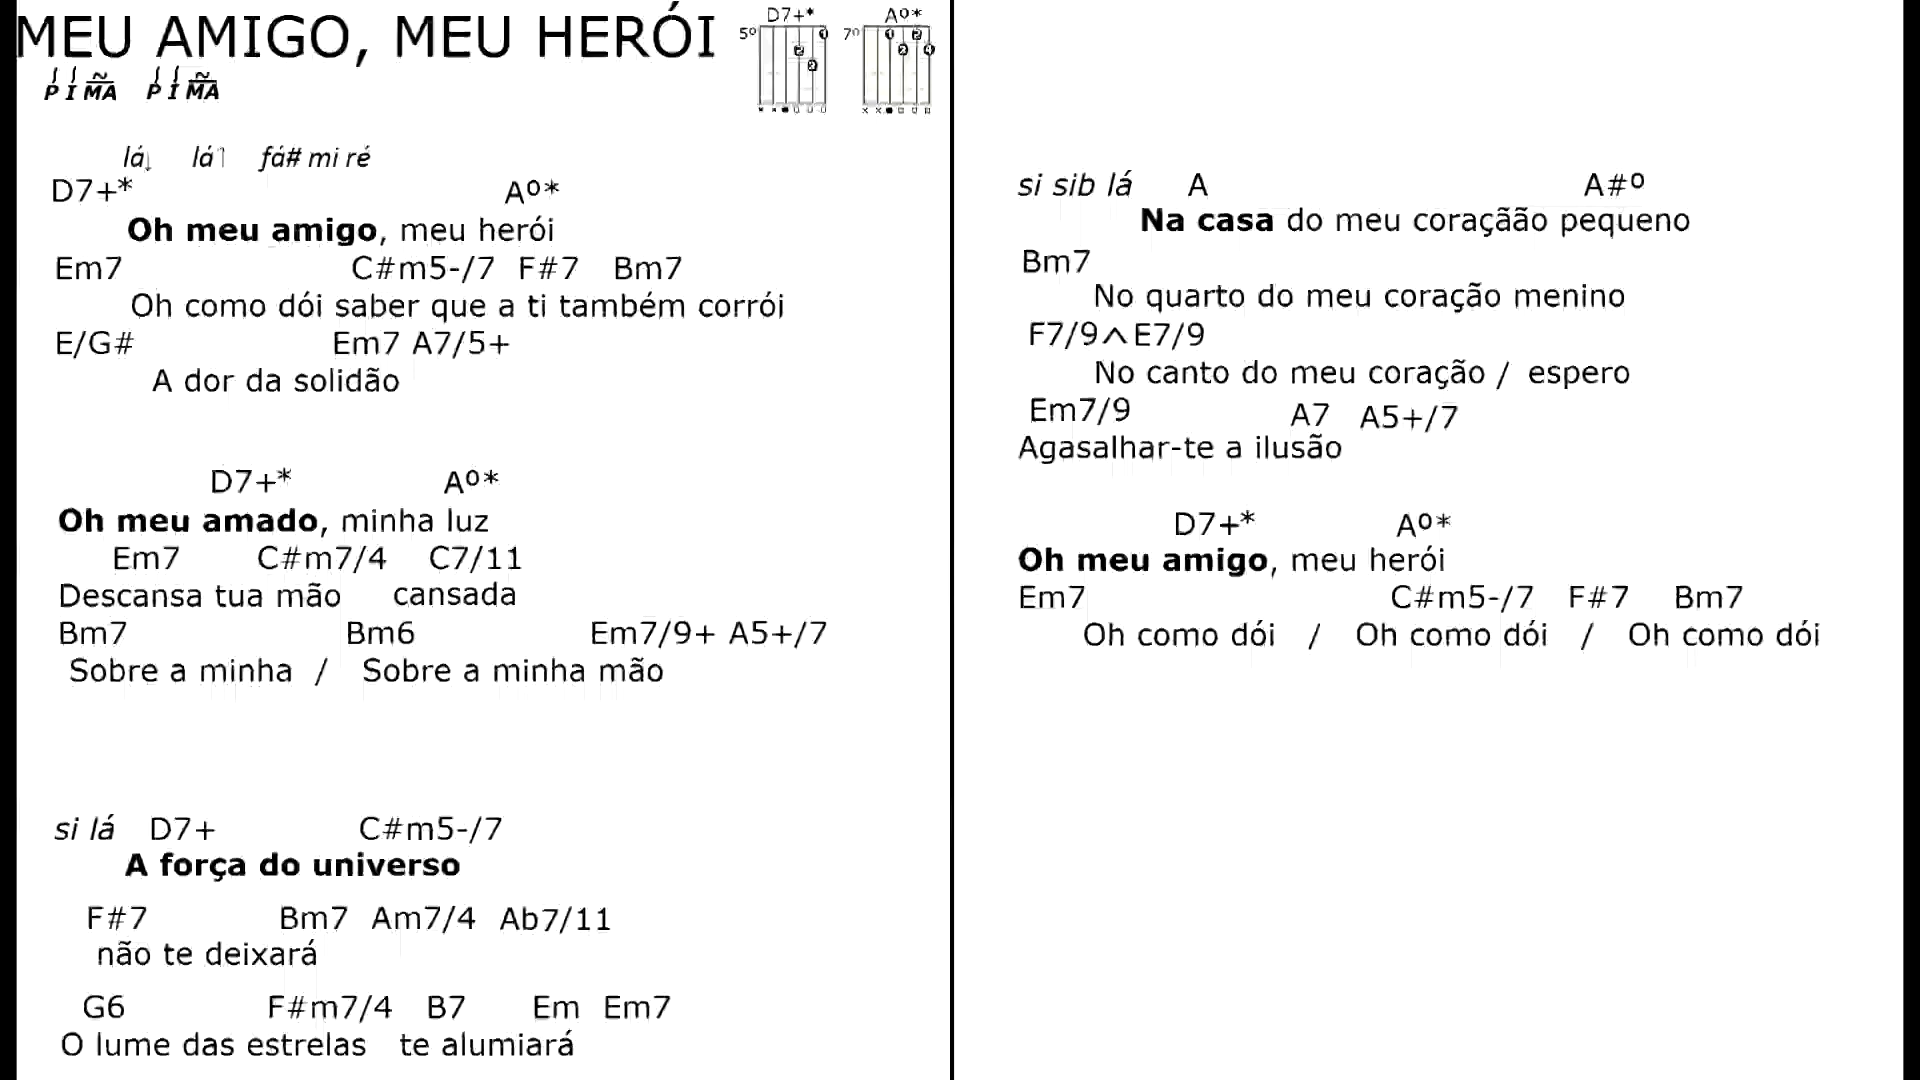 MEU AMIGO, MEU HERÓI
D7+*
Aº*
5º
7º
P I MA P I MA
lá↓ lá↑ fá# mi ré
D7+* Aº*
Oh meu amigo, meu herói
Em7 C#m5-/7 F#7 Bm7
Oh como dói saber que a ti também corrói
E/G# Em7 A7/5+
A dor da solidão
D7+* Aº*
Oh meu amado, minha luz
Em7 C#m7/4 C7/11
Descansa tua mão cansada
Bm7 Bm6 Em7/9+ A5+/7
Sobre a minha / Sobre a minha mão
si lá D7+ C#m5-/7
A força do universo
F#7 Bm7 Am7/4 Ab7/11
não te deixará
G6 F#m7/4 B7 Em Em7
O lume das estrelas te alumiará
si sib lá A A#º
Na casa do meu coraçãão pequeno
Bm7
No quarto do meu coração menino
F7/9^E7/9
No canto do meu coração / espero
Em7/9 A7 A5+/7
Agasalhar-te a ilusão
D7+* Aº*
Oh meu amigo, meu herói
Em7 C#m5-/7 F#7 Bm7
Oh como dói / Oh como dói / Oh como dói